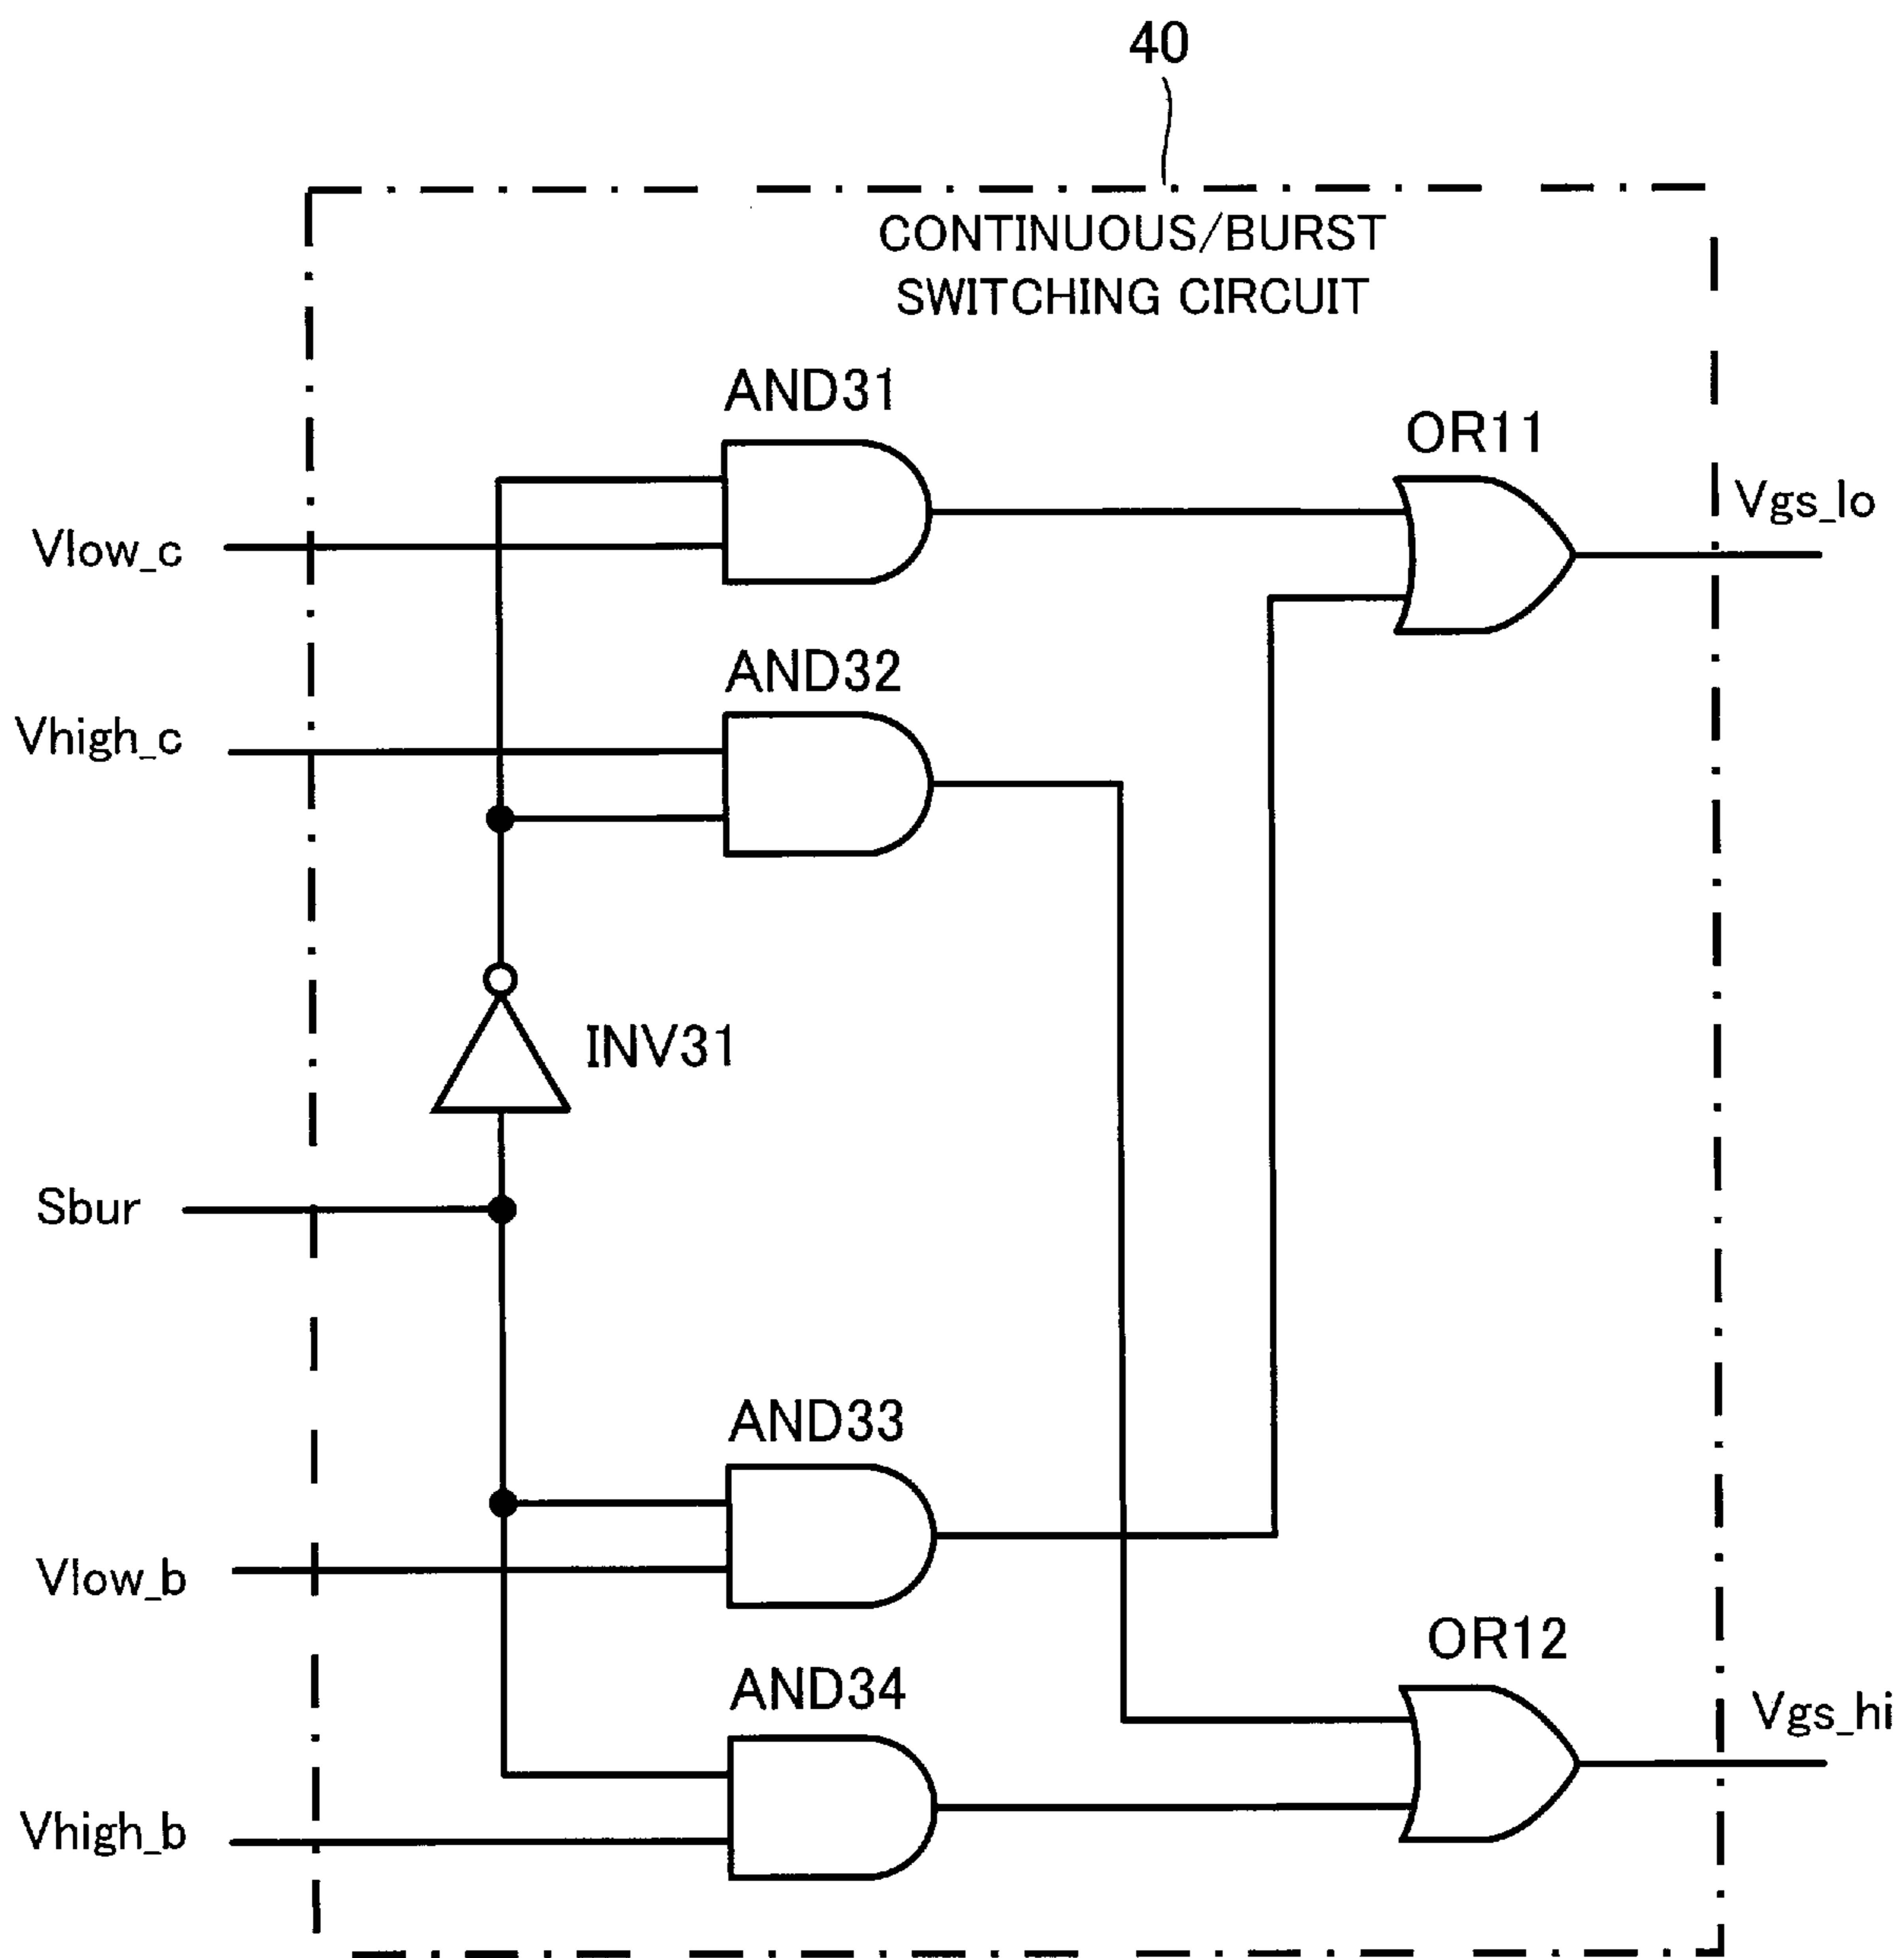 40
CONTINUOUS/BURST
SWITCHING CIRCUIT
AND31
OR11
Vgs_lo
Vlow_c
AND32
Vhigh_c
INV31
Sbur
AND33
Vlow_b
OR12
AND34
Vgs_hi
Vhigh_b